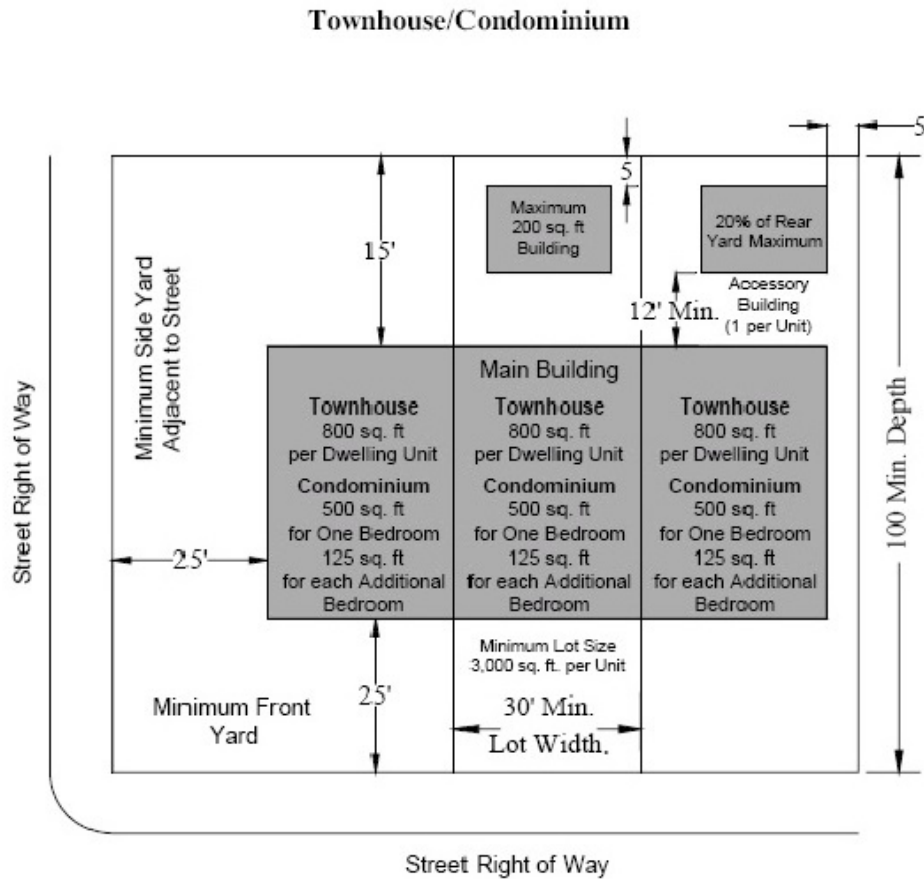 Townhouse/Condominium
5
5
Maximum
200 sq. ft
Building
20% of Rear
Yard Maximum
15'
Accessory
Building
(1 per Unit)
12' Min.
Minimum Side Yard
Adjacent to Street
Street Right of Way
100 Min. Depth
Main Building
Townhouse
800 sq. ft
per Dwelling Unit
Condominium
500 sq. ft
for One Bedroom
125 sq. ft
for each Additional
Bedroom
Townhouse
800 sq. ft
per Dwelling Unit
Condominium
500 sq. ft
for One Bedroom
125 sq. ft
for each Additional
Bedroom
Townhouse
800 sq. ft
per Dwelling Unit
Condominium
500 sq. ft
for One Bedroom
125 sq. ft
for each Additional
Bedroom
25'
Minimum Lot Size
3,000 sq. ft. per Unit
25'
Minimum Front
Yard
30' Min.
Lot Width.
Street Right of Way